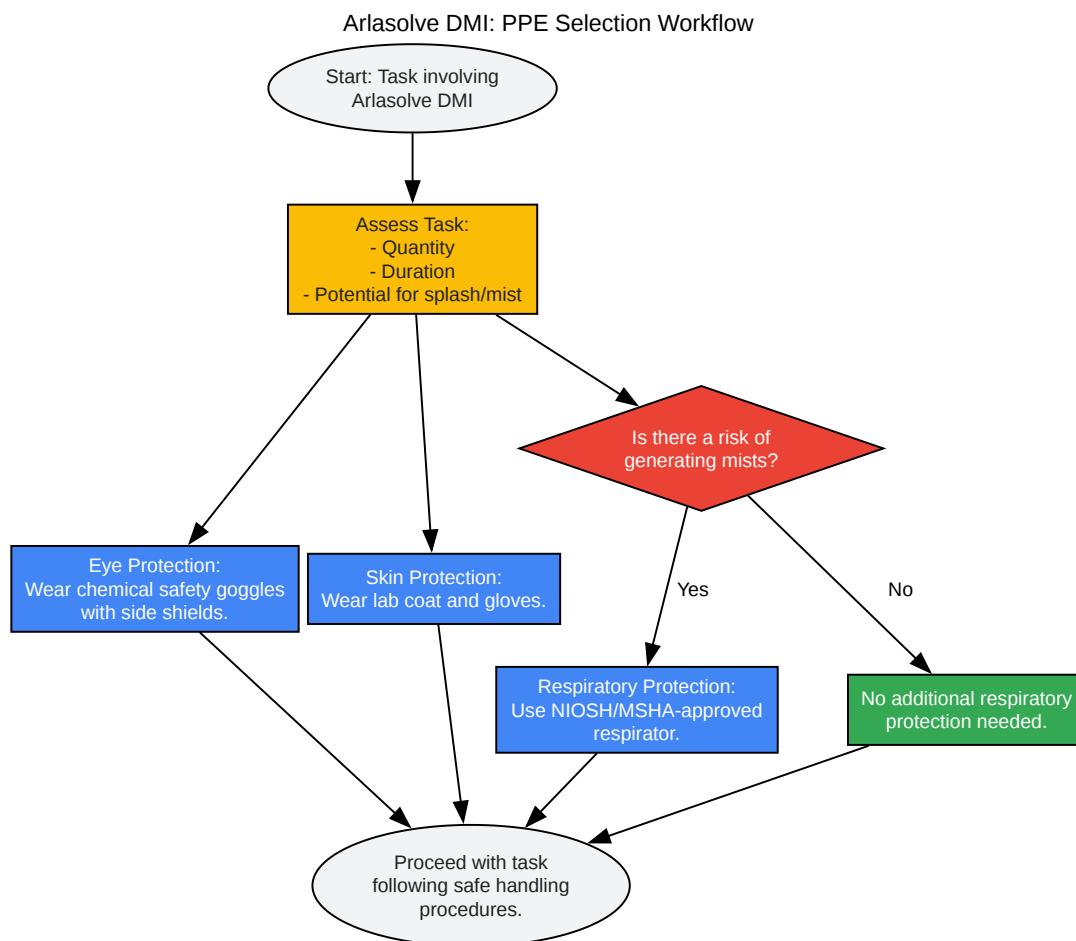 Arlasolve DMI: PPE Selection Workflow
Start: Task involving
Arlasolve DMI
Assess Task:
- Quantity
- Duration
- Potential for splash/mist
Is there a risk of
generating mists?
Eye Protection:
Wear chemical safety goggles
with side shields.
Skin Protection:
Wear lab coat and gloves.
Yes
No
Respiratory Protection:
Use NIOSH/MSHA-approved
respirator.
No additional respiratory
protection needed.
Proceed with task
following safe handling
procedures.